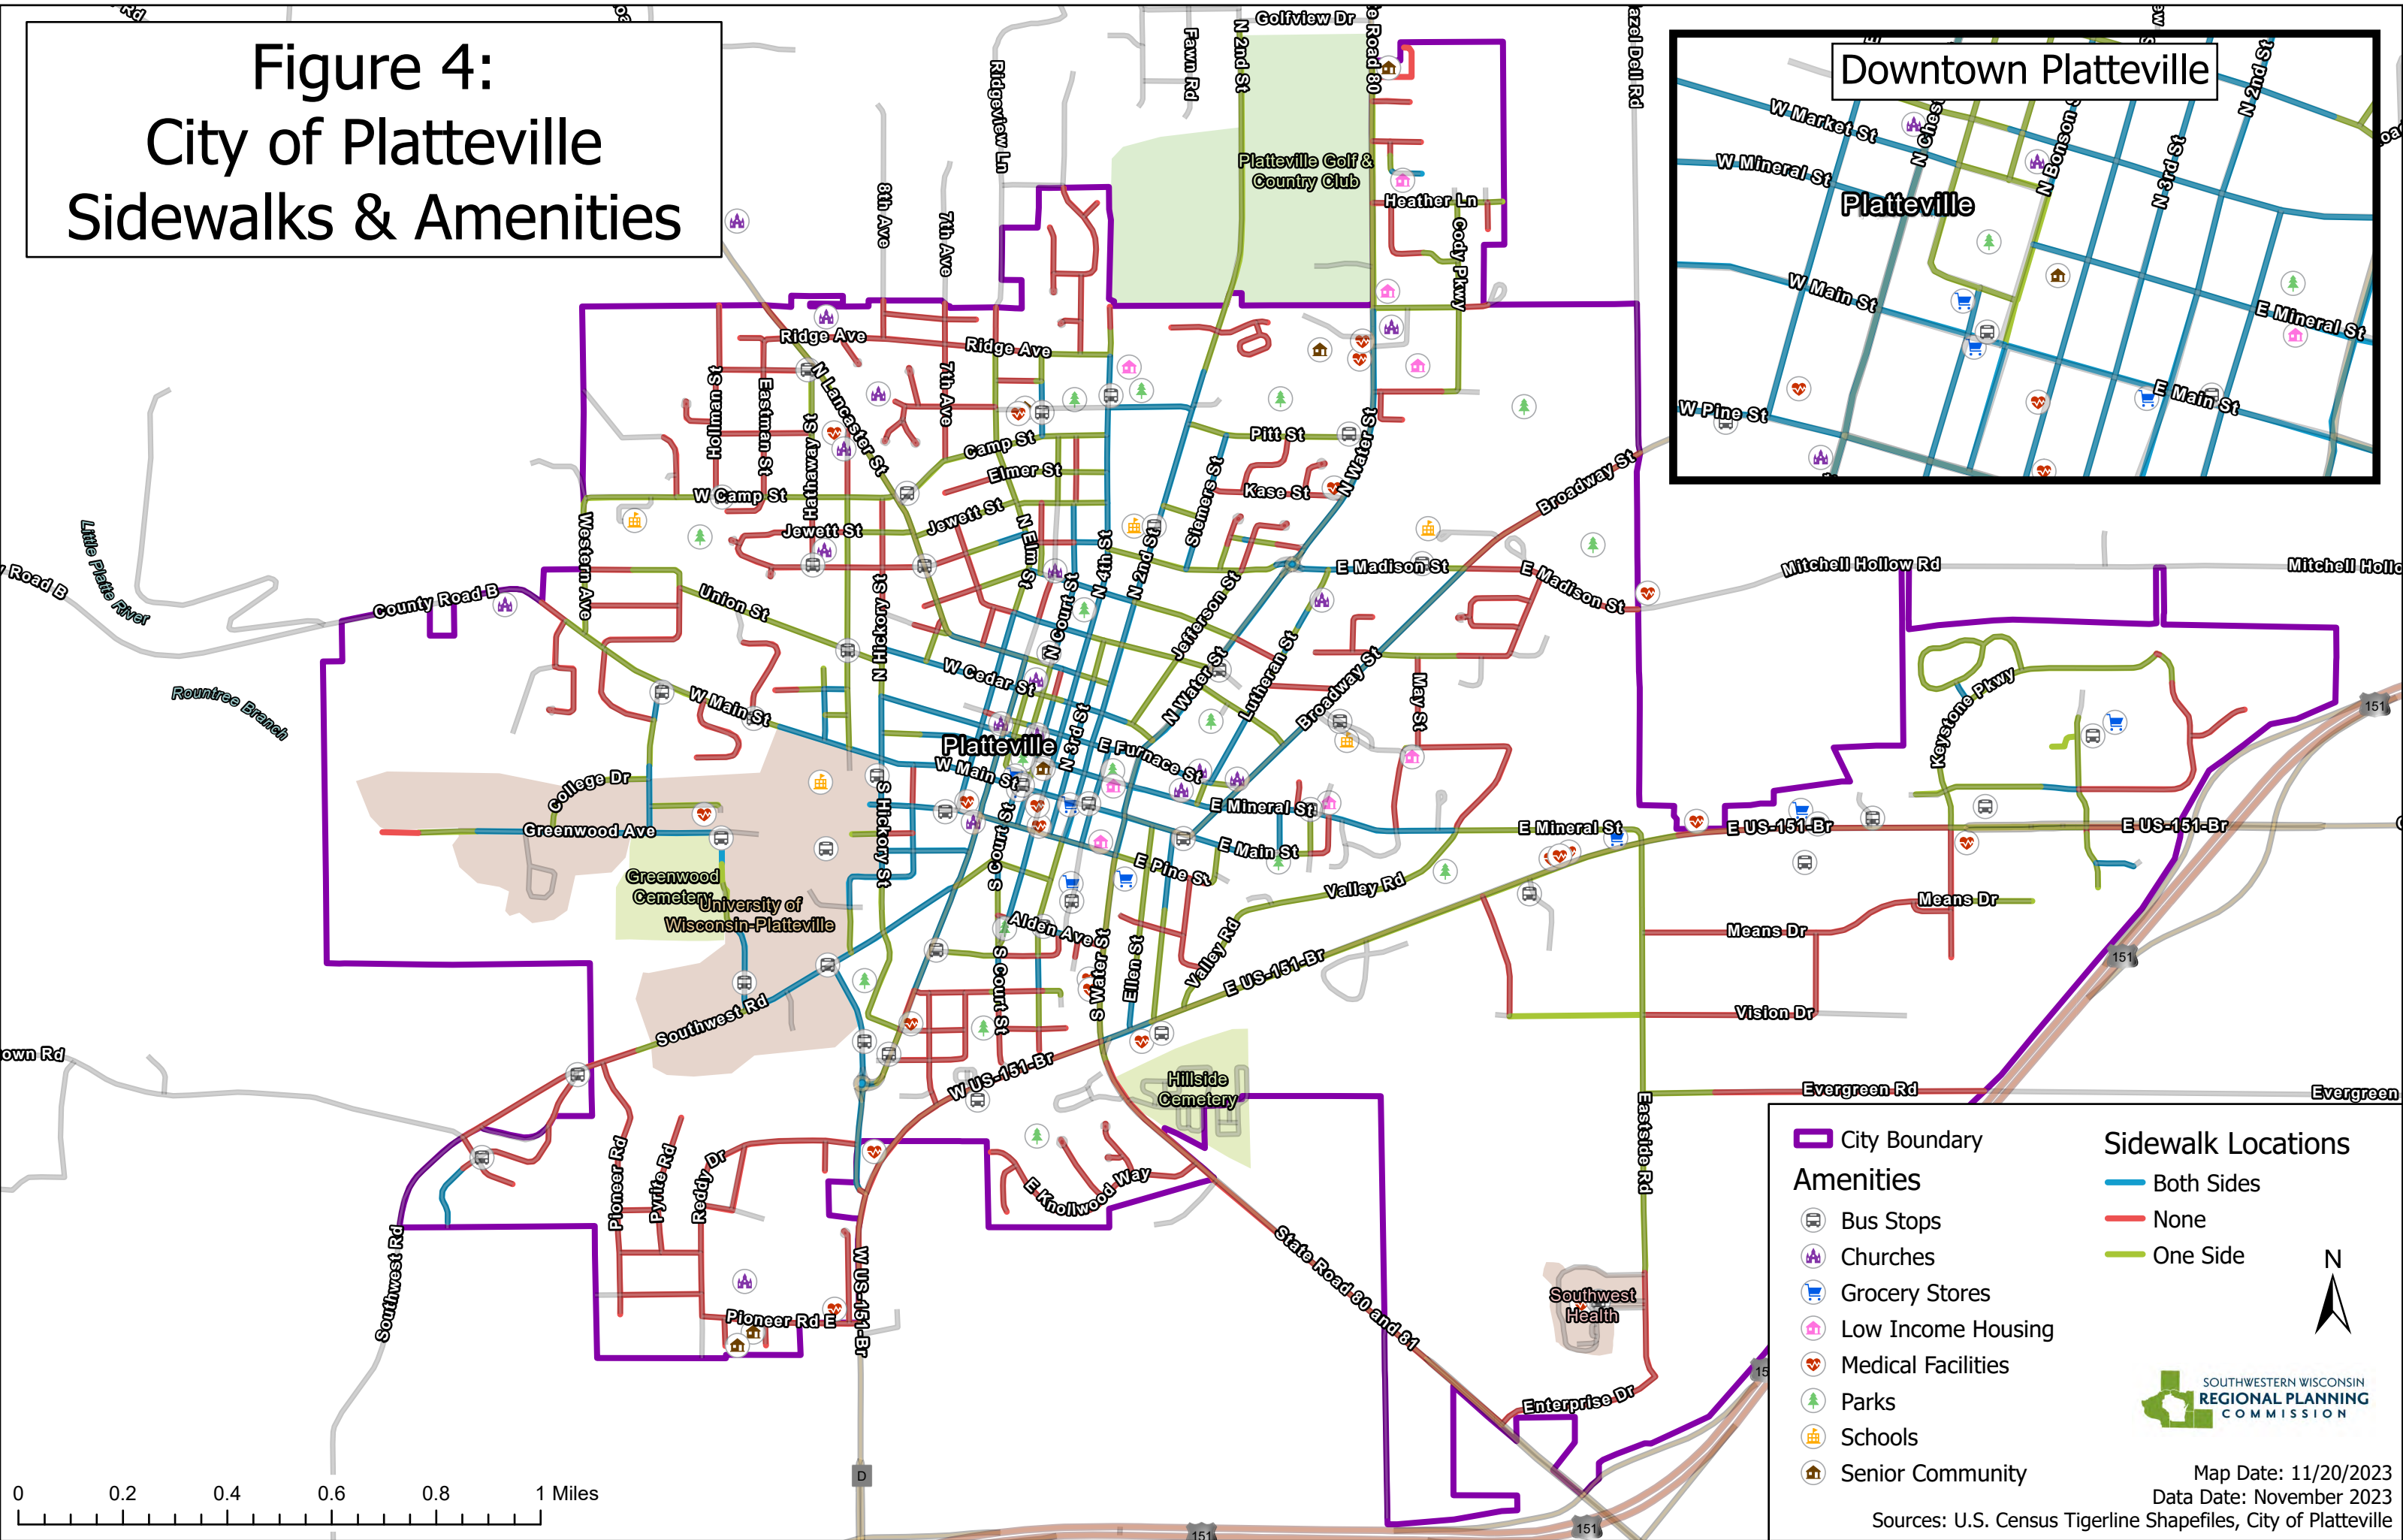 Figure 4:
City of Platteville
Sidewalks & Amenities
Golfview Dr
Rd
N 2nd St
Fawn Rd
Ridgeview Ln
8th Ave
7th Ave
Platteville Golf &
Country Club
Heather Ln
Cody Pkwy
Downtown Platteville
W Market St
W Mineral St
Platteville
W Main St
W Pine St
N 3rd St
N 2nd St
E Mineral St
E Main St
Ridge Ave
Ridge Ave
N Lancaster St
Hollman St
Eastman St
Hathaway St
7th Ave
Camp St
Elmer St
W Camp St
Jewett St
Jewett St
Pitt St
Kase St
Siemers St
N Water St
Broadway St
Little Platte River
Rountree Branch
County Road B
Western Ave
Union St
N Hickory St
N Elm St
N Court St
N 4th St
N 2nd St
E Madison St
E Madison St
Mitchell Hollow Rd
W Main St
W Cedar St
Jefferson St
N Water St
Lutheran St
Broadway St
May St
Keystone Pkwy
151
Platteville
N 3rd St
E Furnace St
W Main St
E Mineral St
E Mineral St
E US-151-Br
E US-151-Br
College Dr
Greenwood Ave
S Hickory St
S Court St
E Main St
E Pine St
Valley Rd
Greenwood
Cemetery
University of
Wisconsin-Platteville
Alden Ave
Means Dr
Means Dr
Valley Rd
E US-151-Br
151
S Court St
S Water St
Ellen St
Southwest Rd
Vision Dr
own Rd
W US-151-Br
Hillside
Cemetery
Evergreen Rd
Evergreen
Eastside Rd
Pioneer Rd
Pyrite Rd
Reddy Dr
E Knollwood Way
State Road 80 and 81
Southwest Rd
W US-151-Br
Pioneer Rd E
Southwest
Health
Enterprise Dr
D
151
151
City Boundary
Amenities
Bus Stops
Churches
Grocery Stores
Low Income Housing
Medical Facilities
Parks
Schools
Senior Community
Sidewalk Locations
Both Sides
None
One Side
N
SOUTHWESTERN WISCONSIN
REGIONAL PLANNING
COMMISSION
Map Date: 11/20/2023
Data Date: November 2023
Sources: U.S. Census Tigerline Shapefiles, City of Platteville
0 0.2 0.4 0.6 0.8 1 Miles